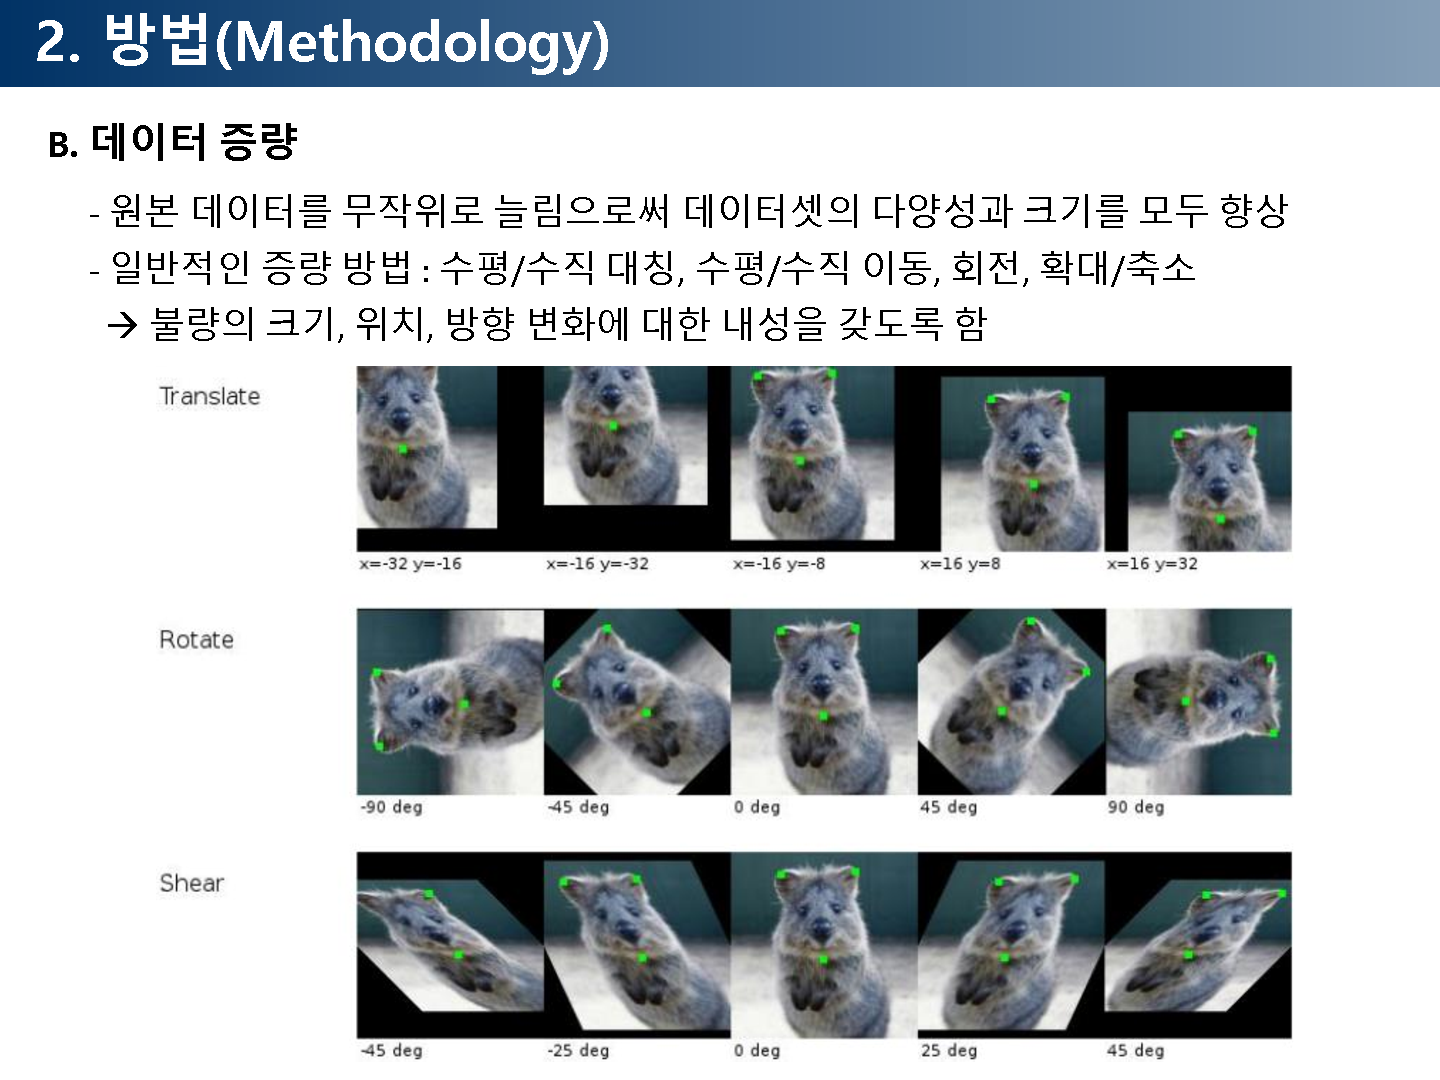 2. 방법(Methodology)
B. 데이터 증량
- 원본 데이터를 무작위로 늘림으로써 데이터셋의 다양성과 크기를 모두 향상
- 일반적인 증량 방법 : 수평/수직 대칭, 수평/수직 이동, 회전, 확대/축소
→ 불량의 크기, 위치, 방향 변화에 대한 내성을 갖도록 함
Translate
x=-32 y=-16 x=-16 y=-32 x=-16 y=-8 x=16 y=8 x=16 y=32
Rotate
-90 deg -45 deg 0 deg 45 deg 90 deg
Shear
-45 deg -25 deg 0 deg 25 deg 45 deg